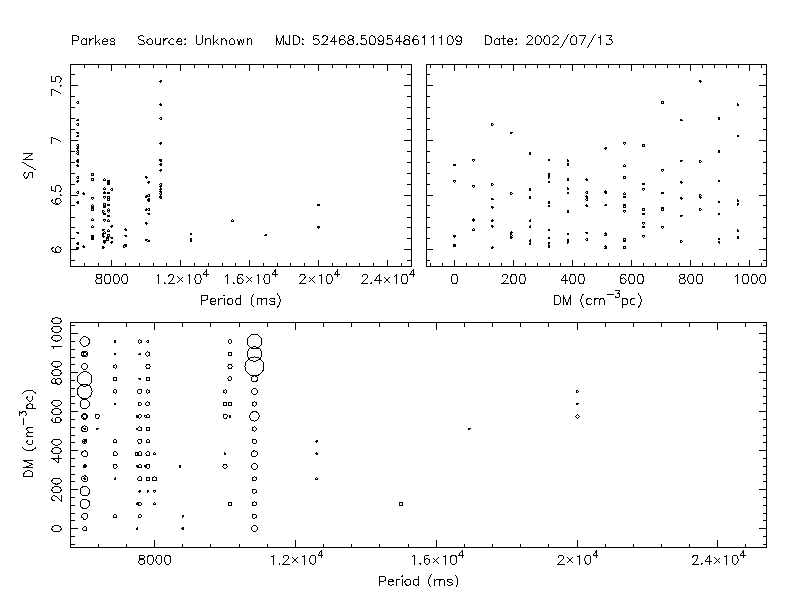 Parkes Source: Unknown MJD: 52468.509548611109 Date: 2002/07/13
S/N
7.5
7
6.5
6
8000 1.2×10⁴ 1.6×10⁴ 2×10⁴ 2.4×10⁴
Period (ms)
0 200 400 600 800 1000
DM (cm⁻³pc)
DM (cm⁻³pc)
1000
800
600
400
200
0
8000 1.2×10⁴ 1.6×10⁴ 2×10⁴ 2.4×10⁴
Period (ms)